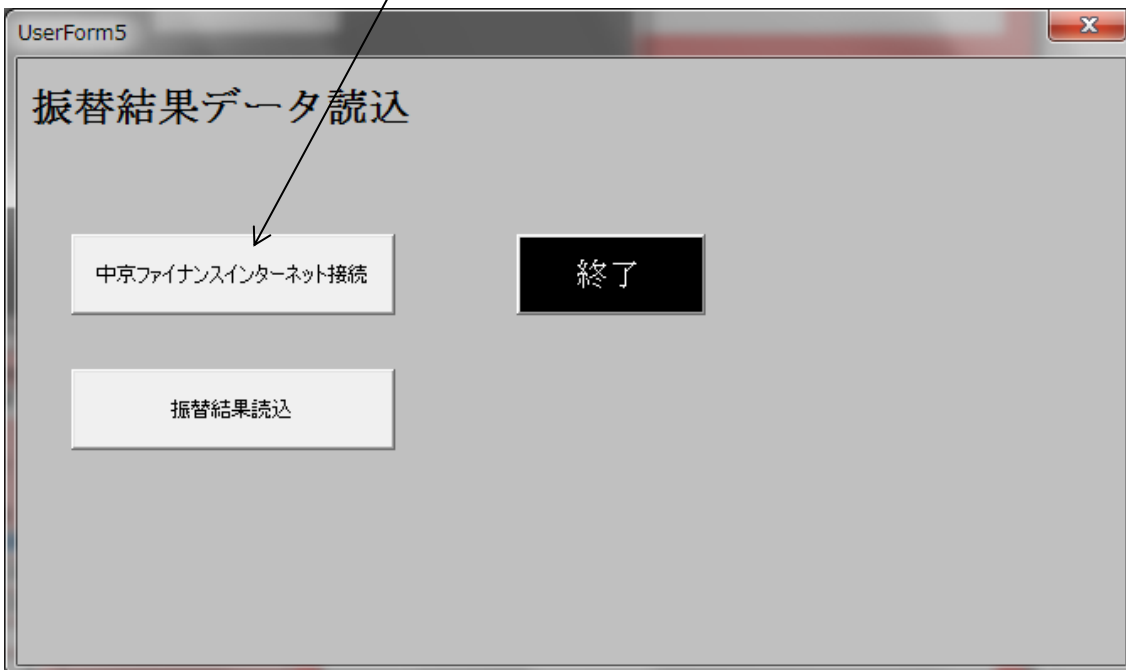 UserForm5
振替結果データ読込
中京ファイナンスインターネット接続
終了
振替結果読込